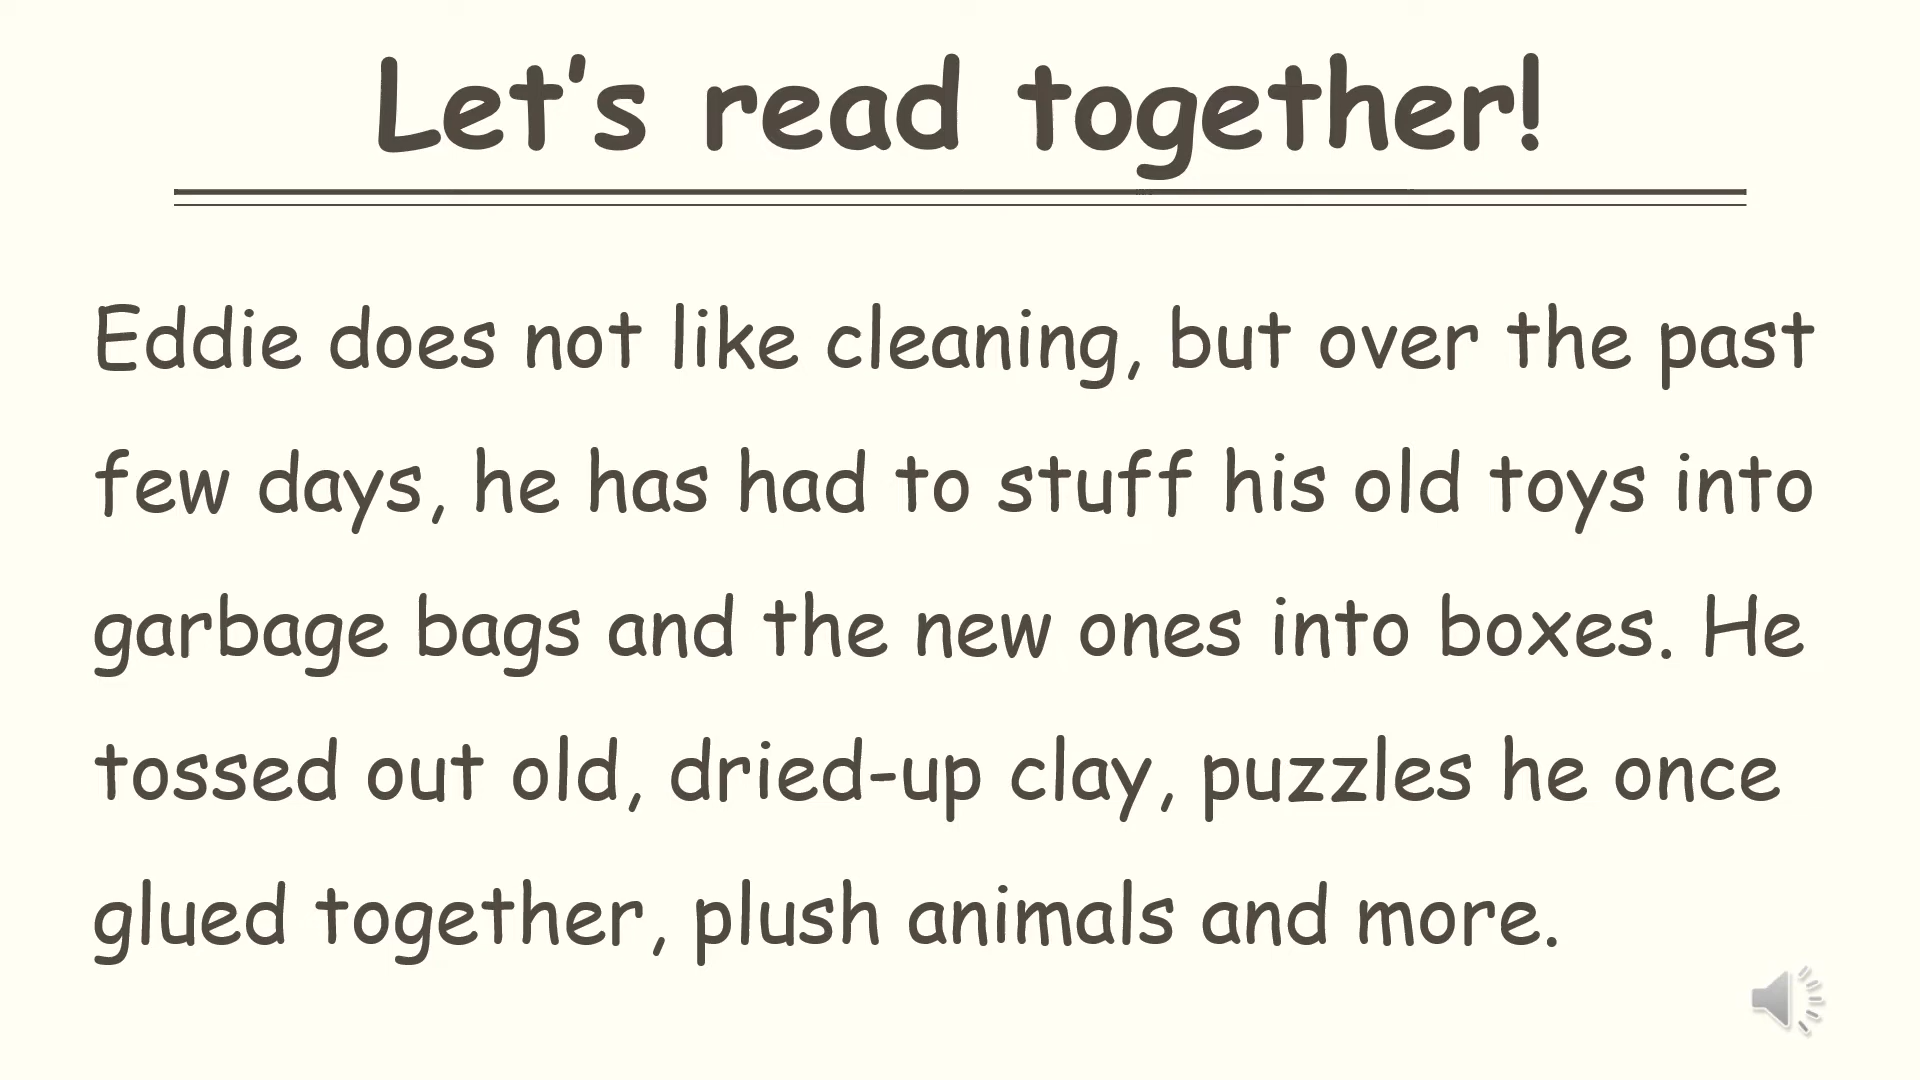 Let’s read together!
Eddie does not like cleaning, but over the past
few days, he has had to stuff his old toys into
garbage bags and the new ones into boxes. He
tossed out old, dried-up clay, puzzles he once
glued together, plush animals and more.